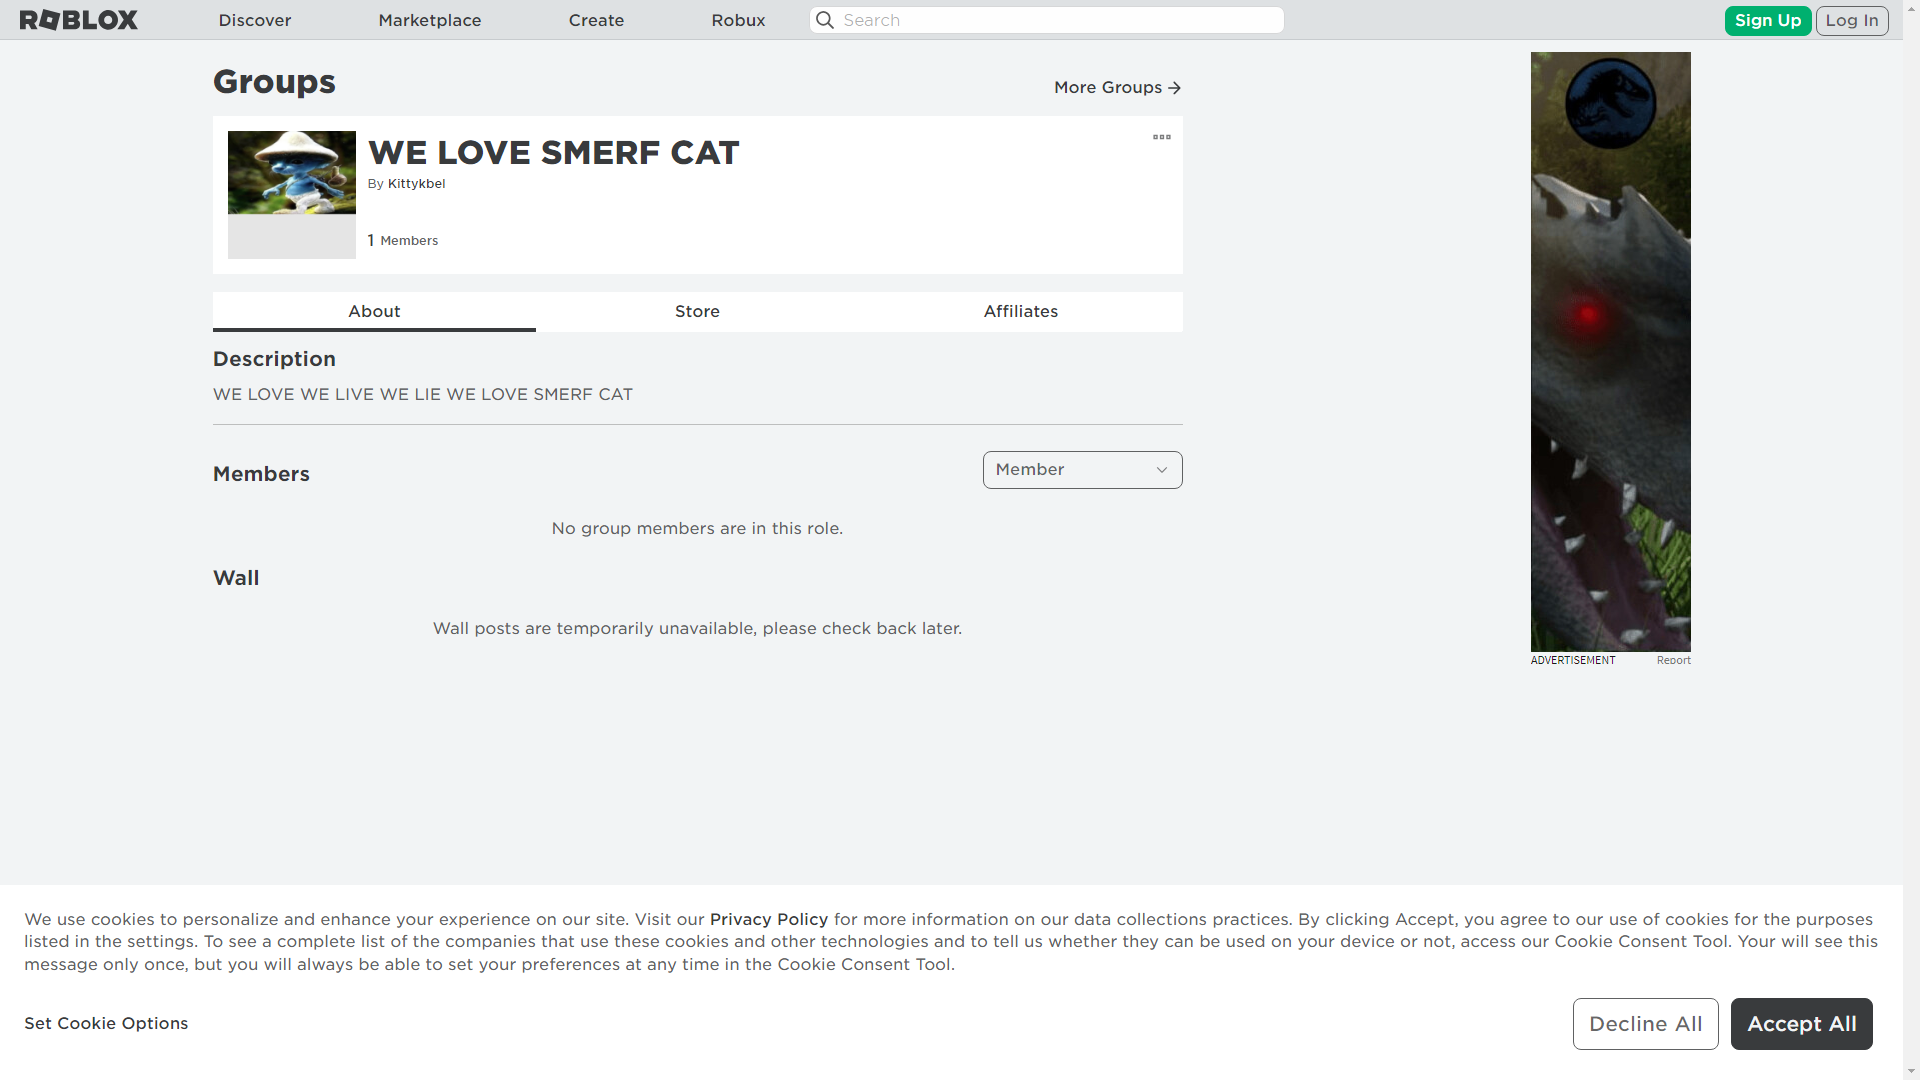 ROBLOX
Discover
Marketplace
Create
Robux
Search
Sign Up
Log In
Groups
More Groups
WE LOVE SMERF CAT
By Kittykbel
1 Members
About
Store
Affiliates
Description
WE LOVE WE LIVE WE LIE WE LOVE SMERF CAT
Members
Member
No group members are in this role.
Wall
Wall posts are temporarily unavailable, please check back later.
ADVERTISEMENT
Report
We use cookies to personalize and enhance your experience on our site. Visit our Privacy Policy for more information on our data collections practices. By clicking Accept, you agree to our use of cookies for the purposes
listed in the settings. To see a complete list of the companies that use these cookies and other technologies and to tell us whether they can be used on your device or not, access our Cookie Consent Tool. Your will see this
message only once, but you will always be able to set your preferences at any time in the Cookie Consent Tool.
Set Cookie Options
Decline All
Accept All